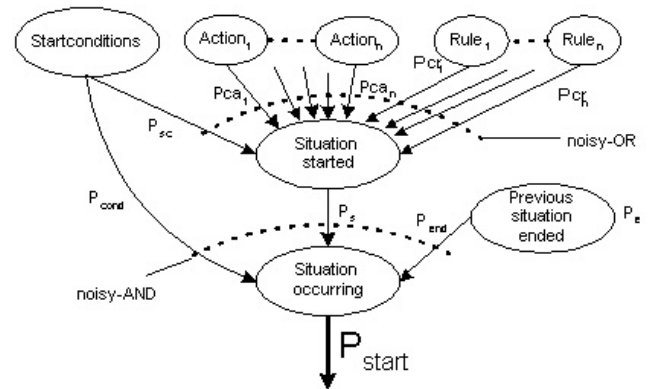 Startconditions
Action1
Actionn
Rule1
Rulen
Pca1
Pcan
Pcr1
Pcrn
Psc
noisy-OR
Situation
started
Pcond
Ps
Pend
Previous
situation
ended
Pe
noisy-AND
Situation
occurring
Pstart